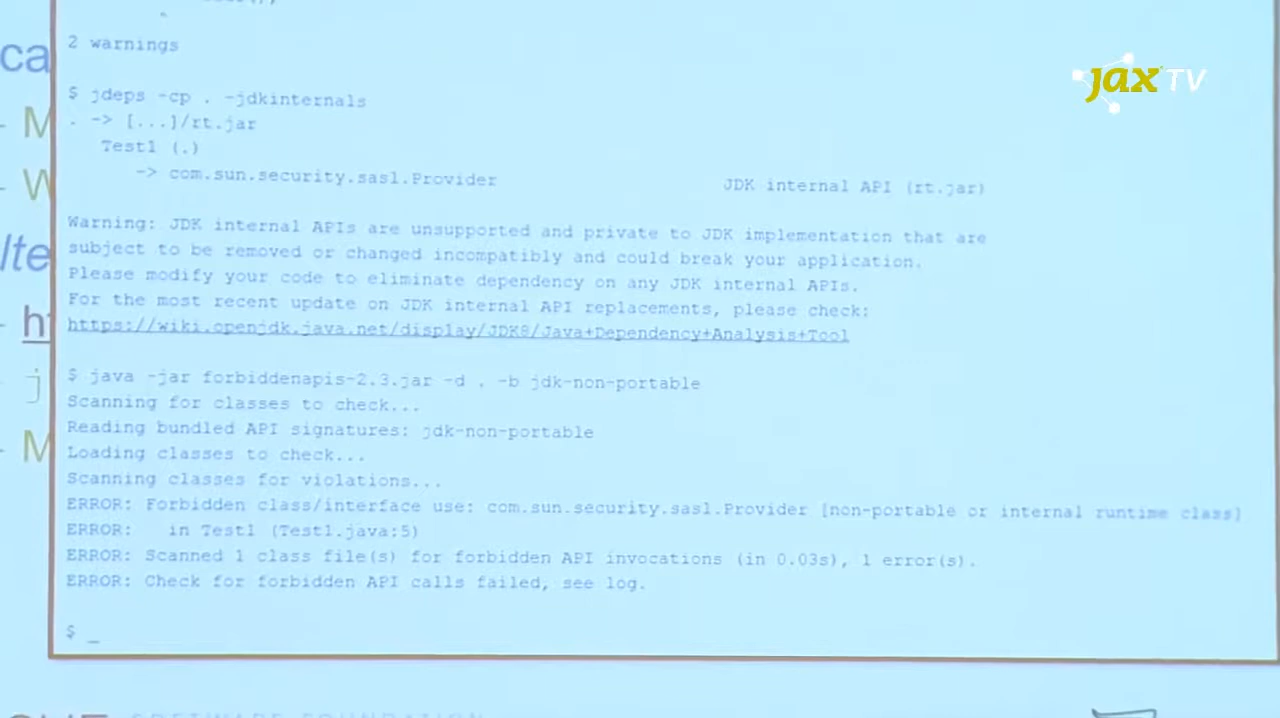 2 warnings
jax TV
ca
$ jdeps -cp . -jdkinternals
. -> [...]/rt.jar
Test1 (.)
-> com.sun.security.sasl.Provider JDK internal API (rt.jar)
Warning: JDK internal APIs are unsupported and private to JDK implementation that are
subject to be removed or changed incompatibly and could break your application.
Please modify your code to eliminate dependency on any JDK internal APIs.
For the most recent update on JDK internal API replacements, please check:
https://wiki.openjdk.java.net/display/JDK8/Java+Dependency+Analysis+Tool
$ java -jar forbiddenapis-2.3.jar -d . -b jdk-non-portable
Scanning for classes to check...
Reading bundled API signatures: jdk-non-portable
Loading classes to check...
Scanning classes for violations...
ERROR: Forbidden class/interface use: com.sun.security.sasl.Provider [non-portable or internal runtime class]
ERROR: in Test1 (Test1.java:5)
ERROR: Scanned 1 class file(s) for forbidden API invocations (in 0.03s), 1 error(s).
ERROR: Check for forbidden API calls failed, see log.
$ _